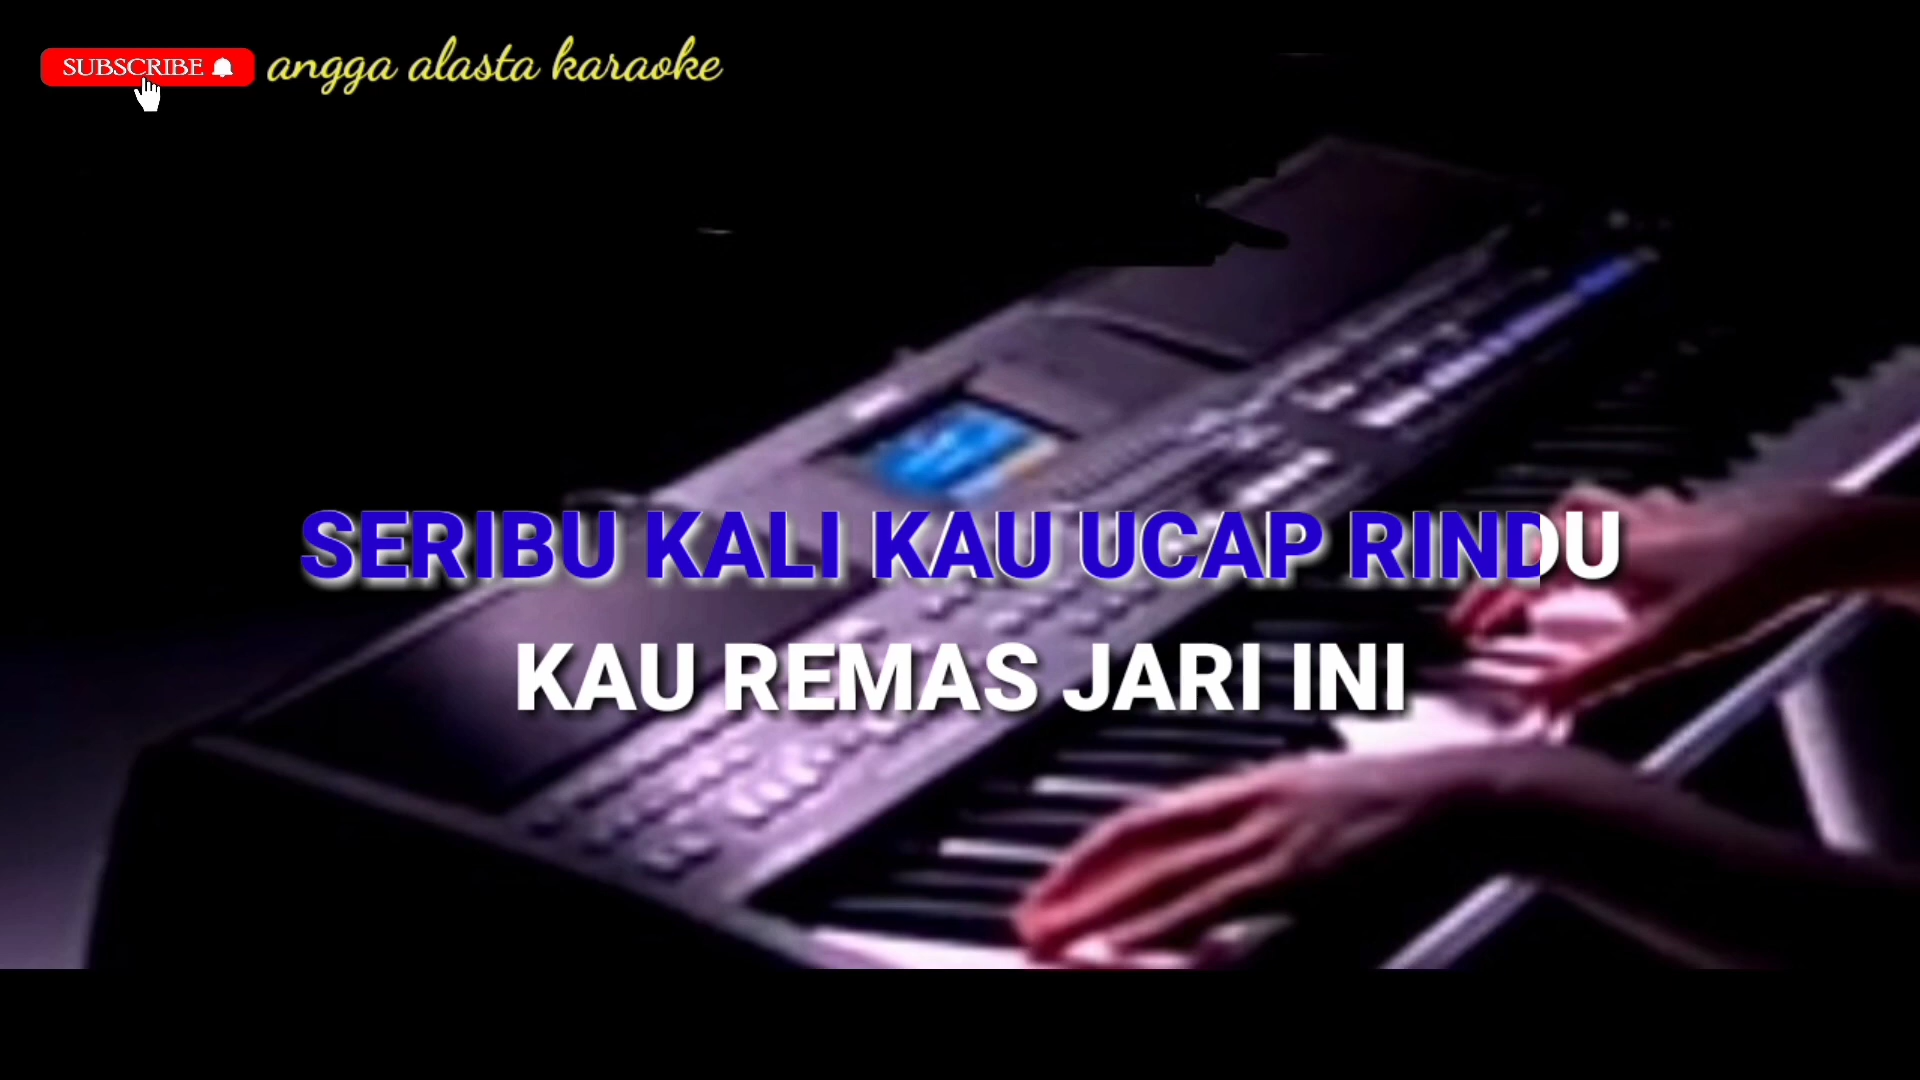 SUBSCRIBE
angga alasta karaoke
SERIBU KALI KAU UCAP RINDU
KAU REMAS JARI INI